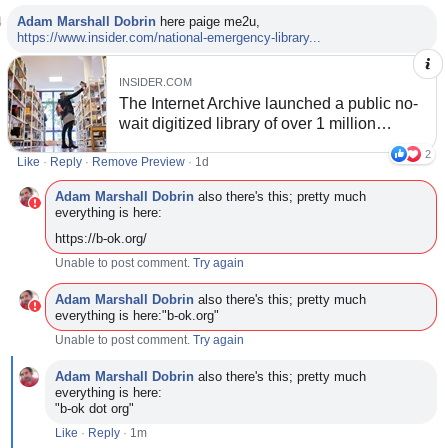 Adam Marshall Dobrin here paige me2u,
https://www.insider.com/national-emergency-library...
i
INSIDER.COM
The Internet Archive launched a public no-
wait digitized library of over 1 million...
2
Like · Reply · Remove Preview · 1d
Adam Marshall Dobrin also there's this; pretty much
everything is here:
https://b-ok.org/
Unable to post comment. Try again
Adam Marshall Dobrin also there's this; pretty much
everything is here:"b-ok.org"
Unable to post comment. Try again
Adam Marshall Dobrin also there's this; pretty much
everything is here:
"b-ok dot org"
Like · Reply · 1m